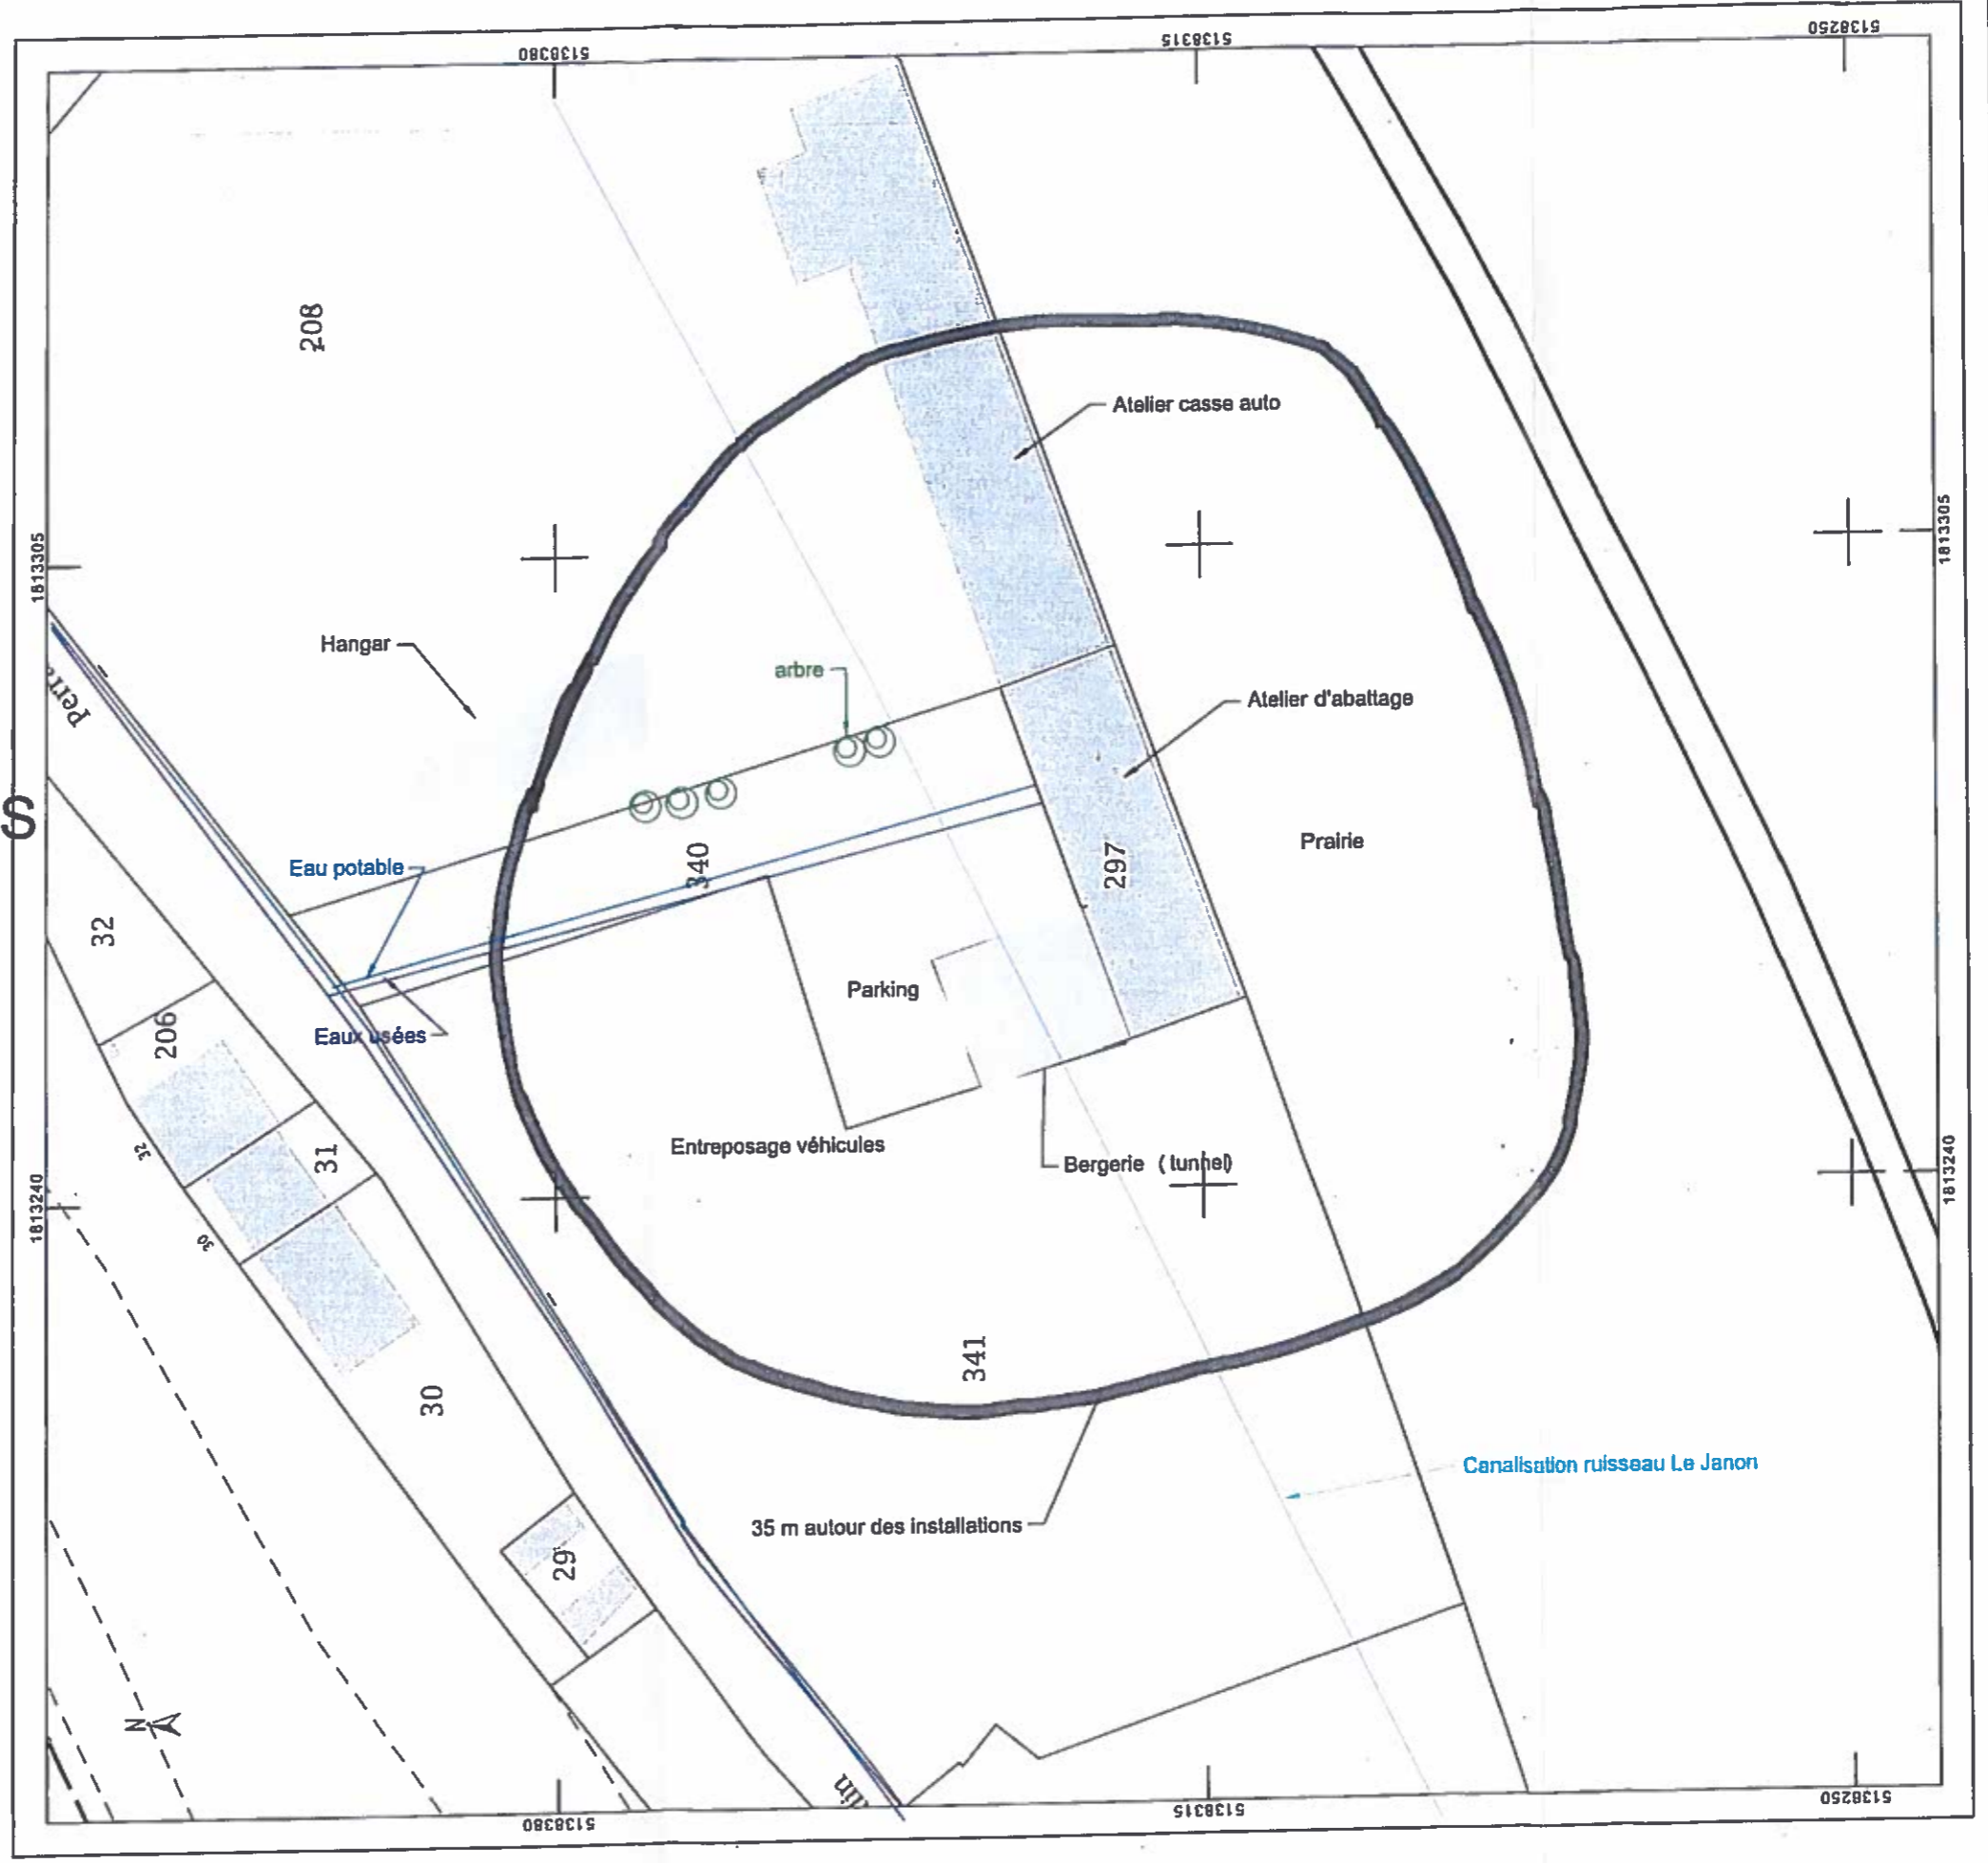 5138380
5138315
5138250
208
Atelier casse auto
1813305
1813305
Hangar
arbre
Atelier d'abattage
Prairie
Eau potable
340
297
32
Parking
206
Eaux usées
31
Entreposage véhicules
Bergerie (tunnel)
32
1813240
1813240
30
341
30
Canalisation ruisseau Le Janon
35 m autour des installations
29
N
5138380
5138315
5138250